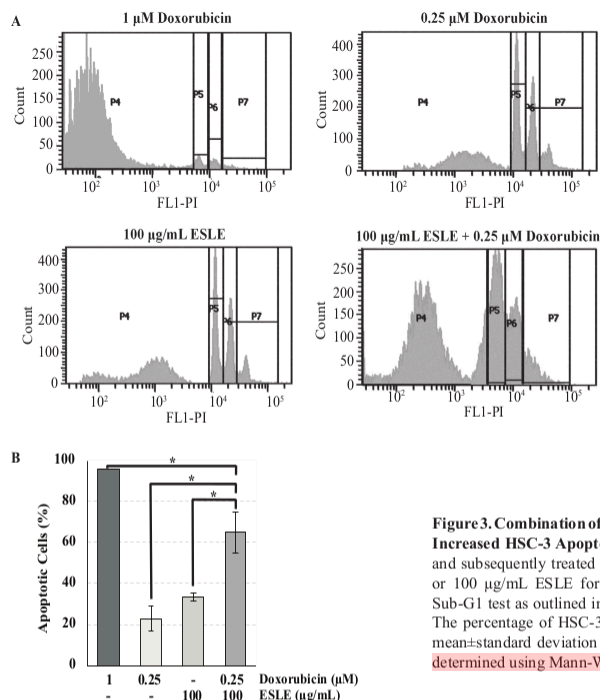 A
1 µM Doxorubicin
0.25 µM Doxorubicin
Count
250
200
150
100
50
0
P4
P5
P6
P7
10² 10³ 10⁴ 10⁵
FL1-PI
Count
400
300
200
100
0
P4
P5
P6
P7
10² 10³ 10⁴ 10⁵
FL1-PI
100 µg/mL ESLE
100 µg/mL ESLE + 0.25 µM Doxorubicin
Count
400
300
200
100
0
P4
P5
P6
P7
10² 10³ 10⁴ 10⁵
FL1-PI
Count
250
200
150
100
50
0
P4
P5
P6
P7
10² 10³ 10⁴ 10⁵
FL1-PI
B
Apoptotic Cells (%)
100
80
60
40
20
0
*
*
*
1 0.25 - 0.25 Doxorubicin (µM)
- - 100 100 ESLE (µg/mL)
Figure 3. Combination of
Increased HSC-3 Apopt
and subsequently treated
or 100 µg/mL ESLE for
Sub-G1 test as outlined in
The percentage of HSC-3
mean±standard deviation
determined using Mann-W